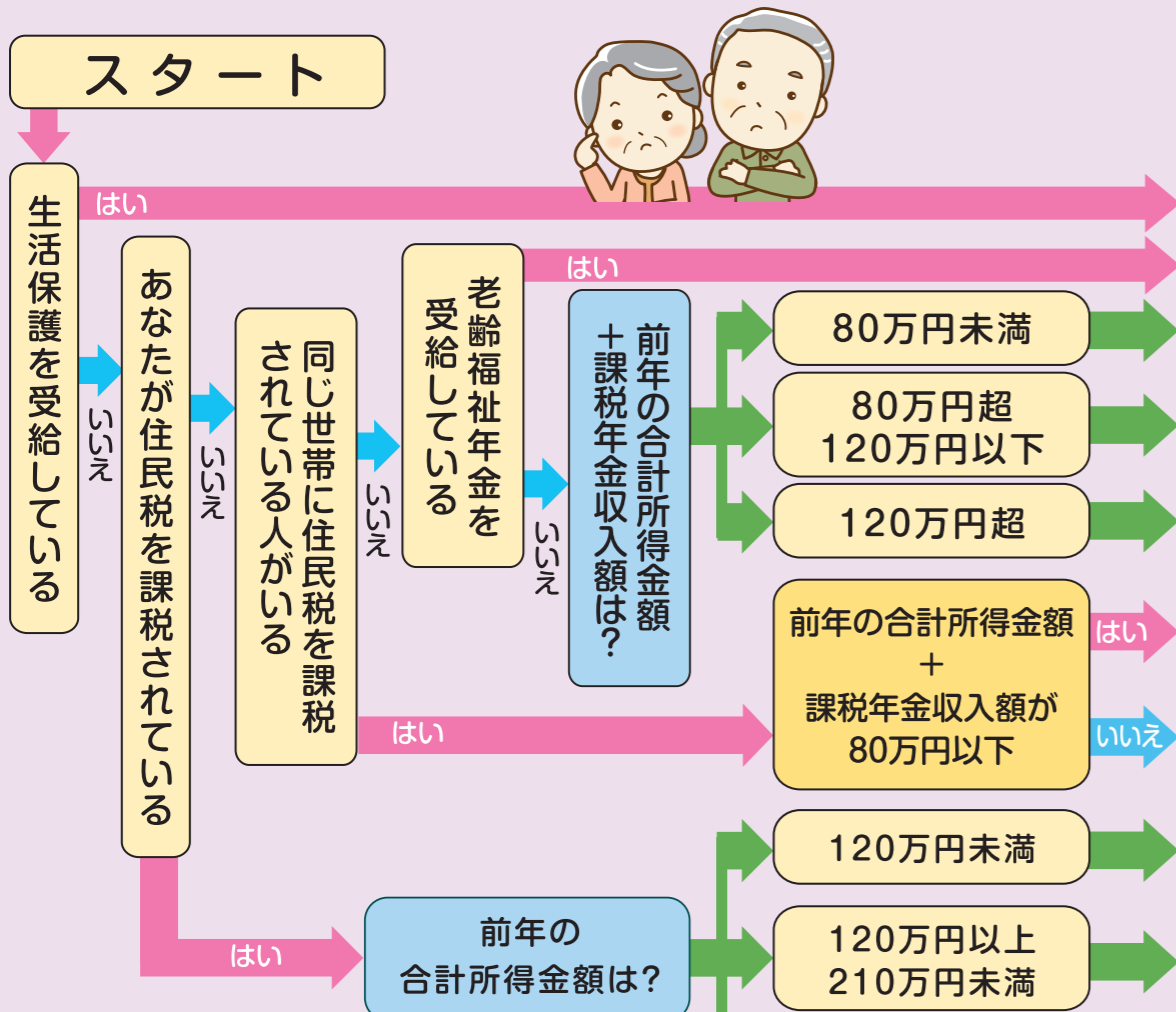 スタート
生活保護を受給している
はい
いいえ
あなたが住民税を課税されている
いいえ
はい
同じ世帯に住民税を課税
されている人がいる
いいえ
はい
老齢福祉年金を
受給している
はい
いいえ
前年の合計所得金額
＋課税年金収入額は？
80万円未満
80万円超
120万円以下
120万円超
前年の合計所得金額
＋
課税年金収入額が
80万円以下
はい
いいえ
前年の
合計所得金額は？
120万円未満
120万円以上
210万円未満